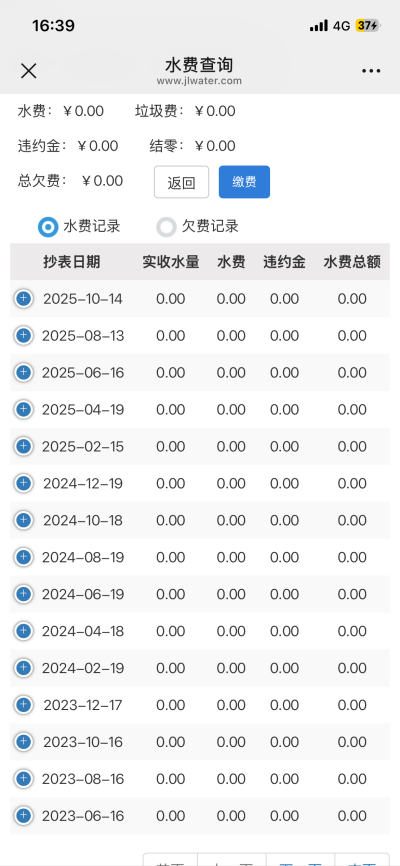 16:39 4G 37
水费查询
www.jlwater.com
水费：￥0.00 垃圾费：￥0.00
违约金：￥0.00 结零：￥0.00
总欠费：￥0.00 返回 缴费
水费记录 欠费记录
抄表日期 实收水量 水费 违约金 水费总额
2025-10-14 0.00 0.00 0.00 0.00
2025-08-13 0.00 0.00 0.00 0.00
2025-06-16 0.00 0.00 0.00 0.00
2025-04-19 0.00 0.00 0.00 0.00
2025-02-15 0.00 0.00 0.00 0.00
2024-12-19 0.00 0.00 0.00 0.00
2024-10-18 0.00 0.00 0.00 0.00
2024-08-19 0.00 0.00 0.00 0.00
2024-06-19 0.00 0.00 0.00 0.00
2024-04-18 0.00 0.00 0.00 0.00
2024-02-19 0.00 0.00 0.00 0.00
2023-12-17 0.00 0.00 0.00 0.00
2023-10-16 0.00 0.00 0.00 0.00
2023-08-16 0.00 0.00 0.00 0.00
2023-06-16 0.00 0.00 0.00 0.00